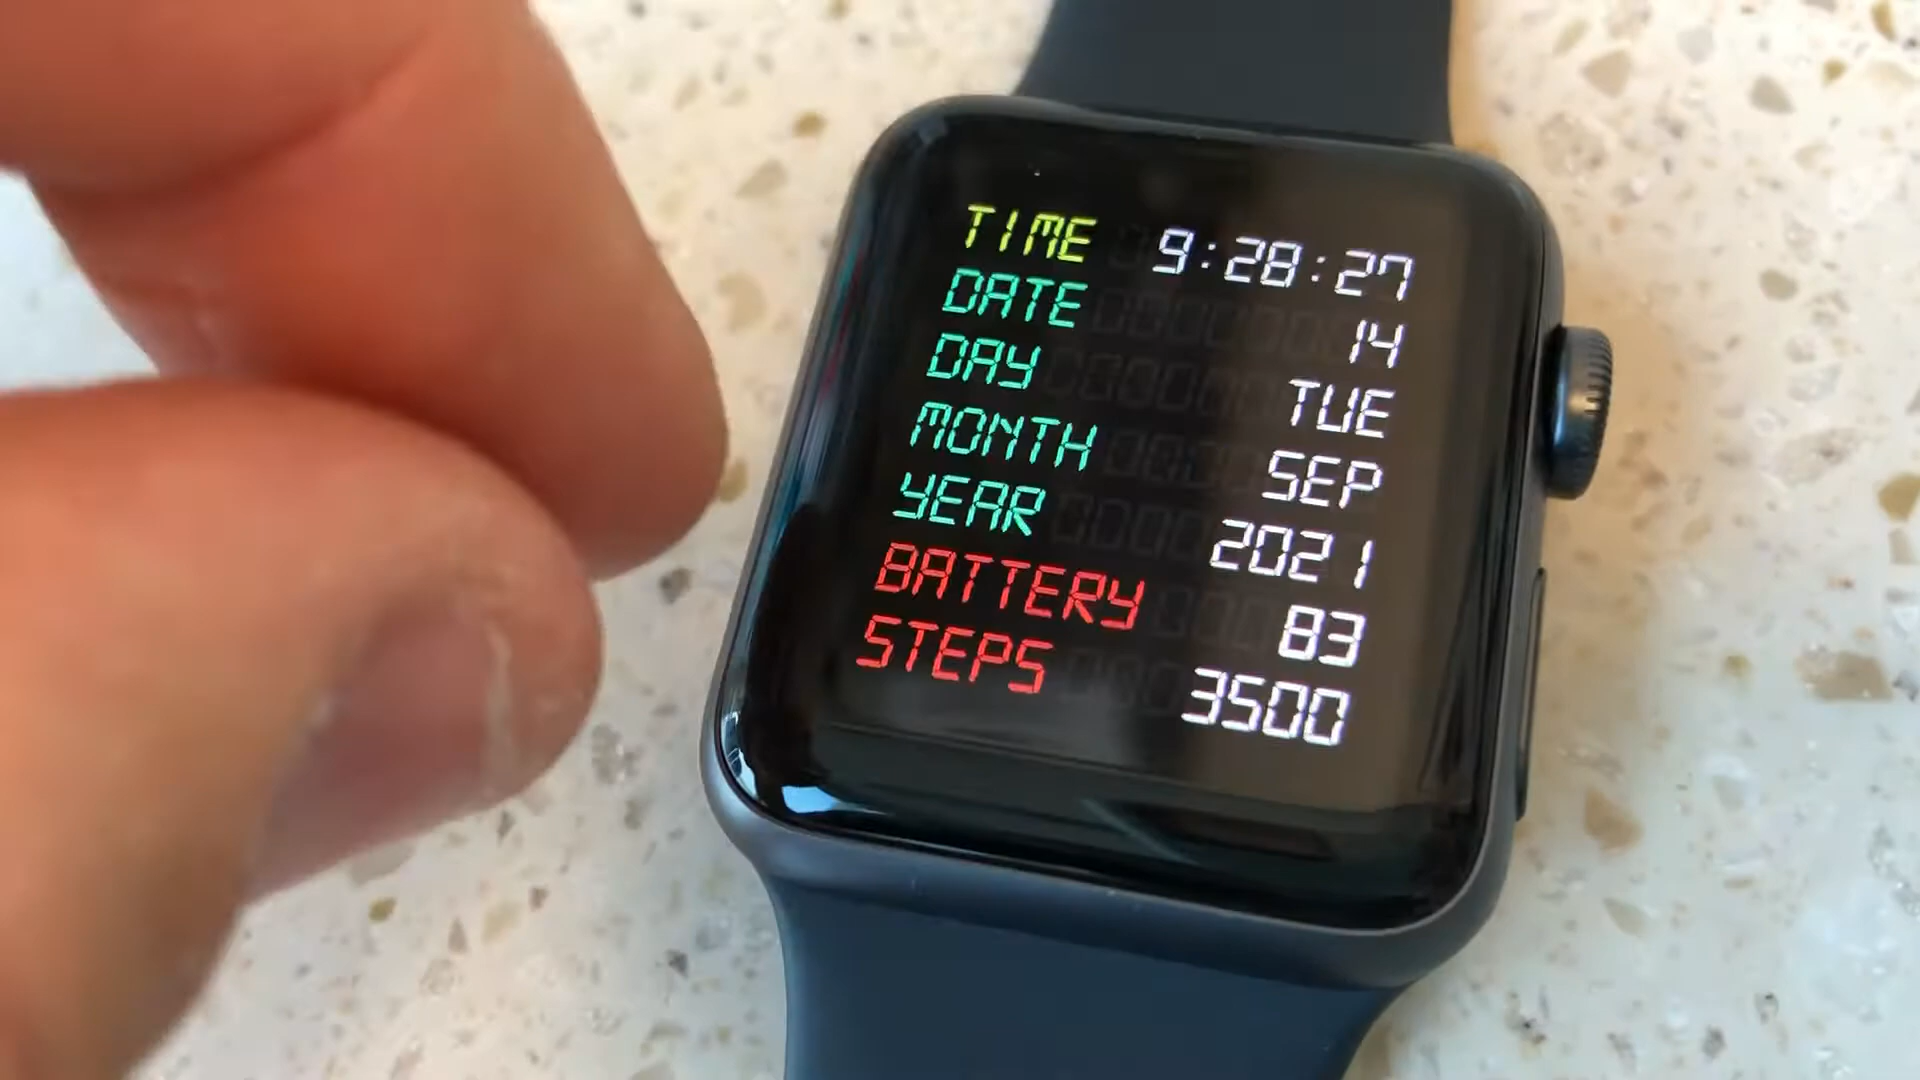 TIME 9:28:27
DATE 14
DAY TUE
MONTH SEP
YEAR 2021
BATTERY 83
STEPS 3500